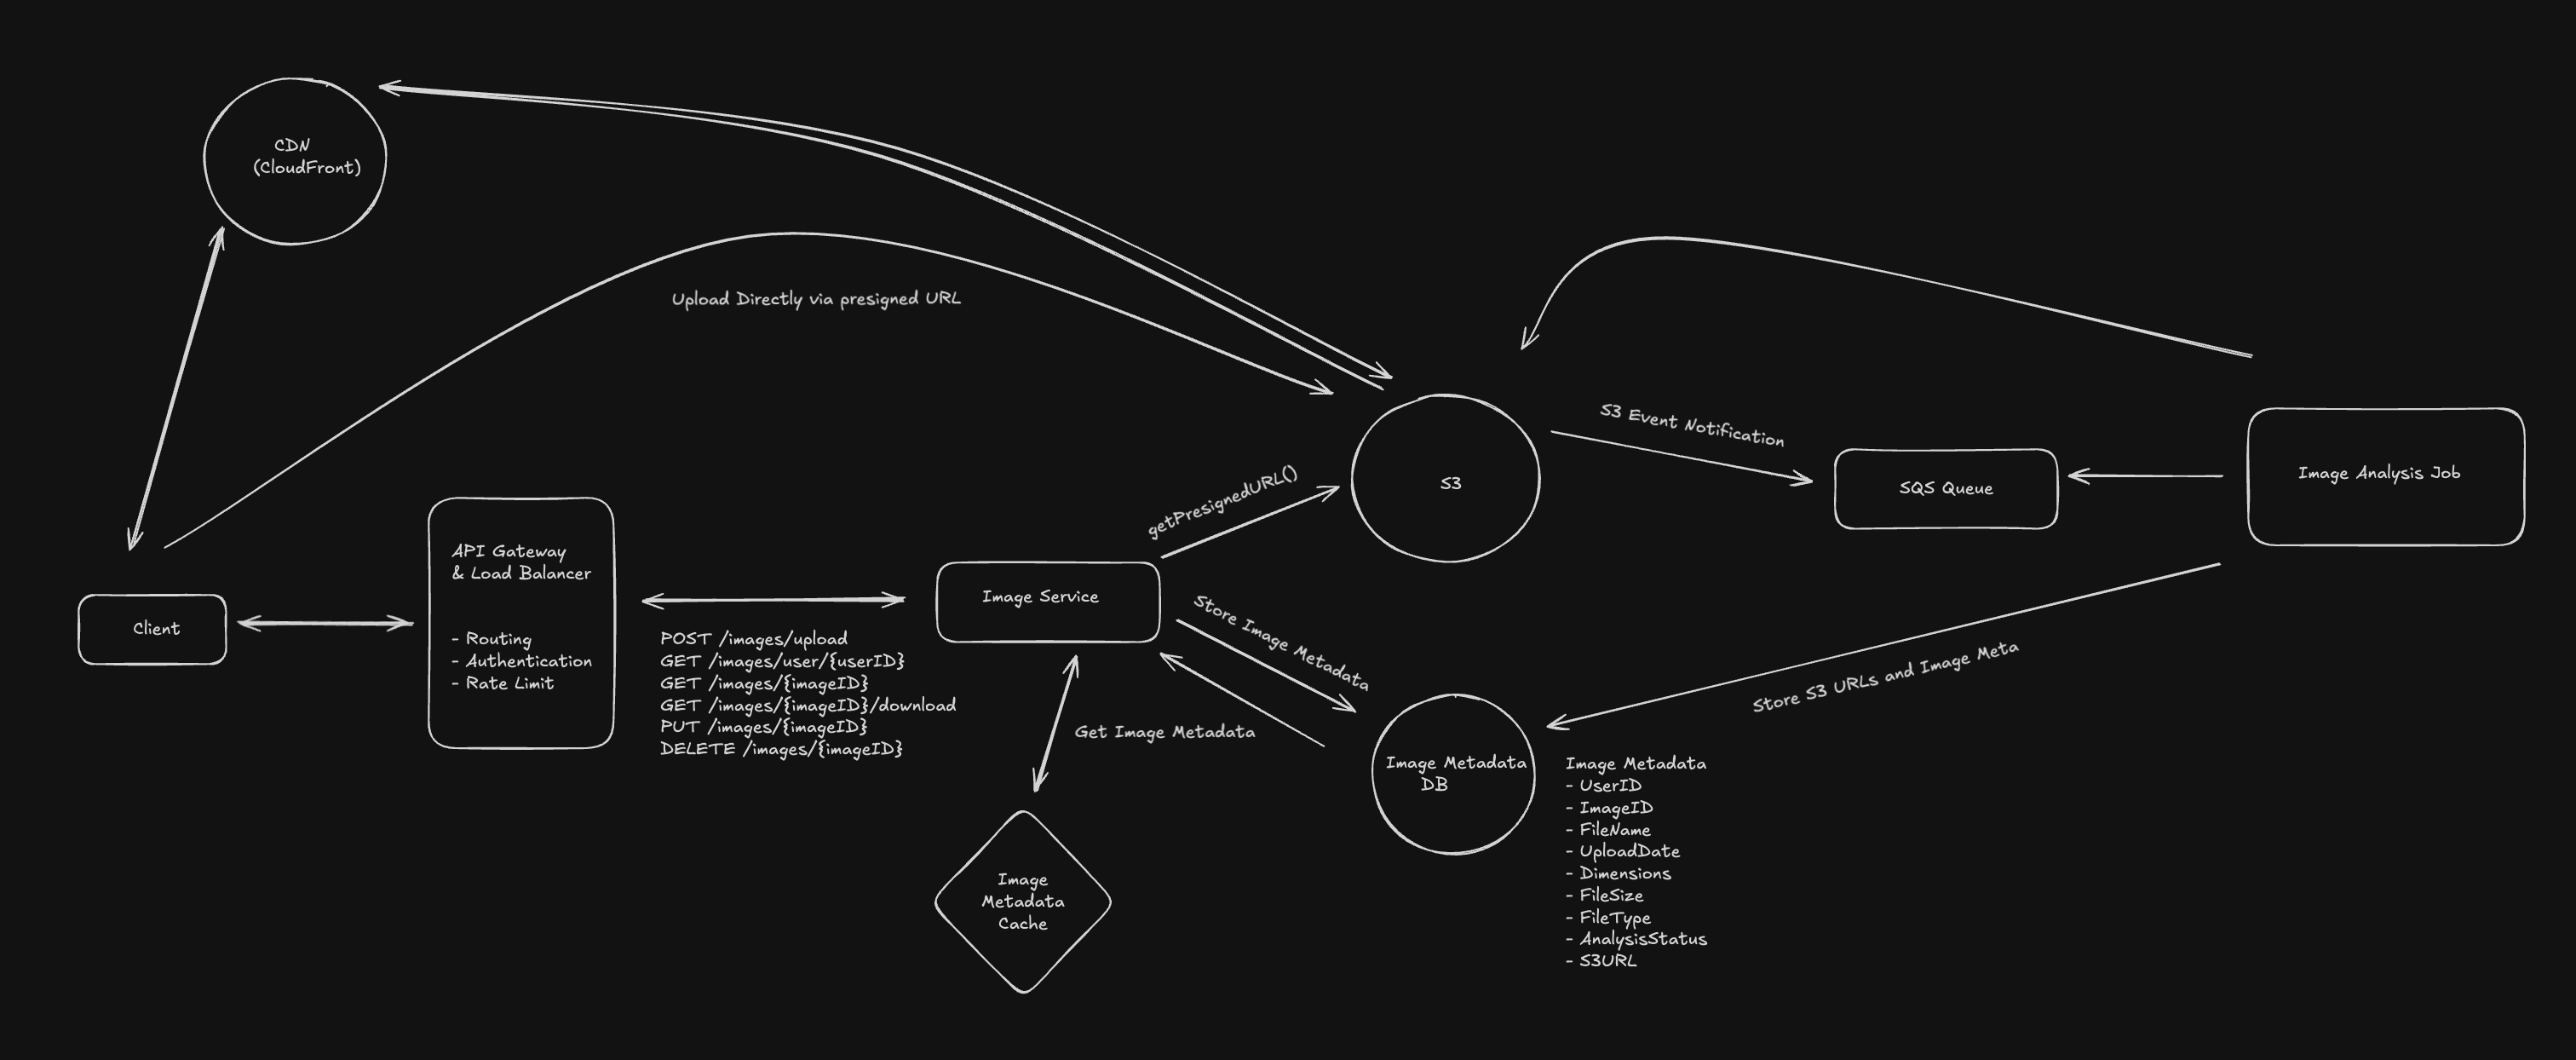 CDN
(CloudFront)
Upload Directly via presigned URL
S3 Event Notification
getPresignedURL()
S3
SQS Queue
Image Analysis Job
Client
API Gateway
& Load Balancer
- Routing
- Authentication
- Rate Limit
POST /images/upload
GET /images/user/{userID}
GET /images/{imageID}
GET /images/{imageID}/download
PUT /images/{imageID}
DELETE /images/{imageID}
Image Service
Store Image Metadata
Get Image Metadata
Store S3 URLs and Image Meta
Image Metadata
DB
Image Metadata
- UserID
- ImageID
- FileName
- UploadDate
- Dimensions
- FileSize
- FileType
- AnalysisStatus
- S3URL
Image
Metadata
Cache